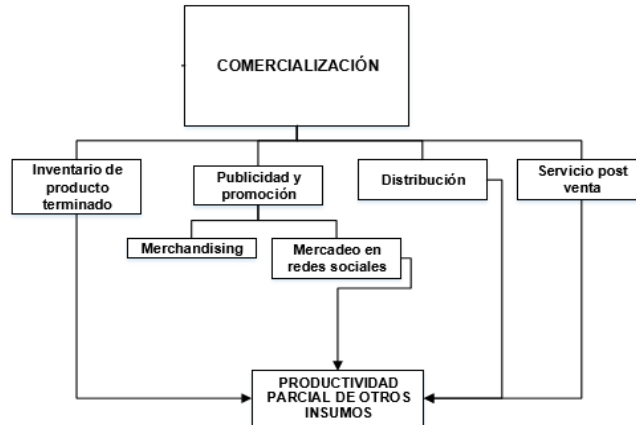 COMERCIALIZACIÓN
Inventario de
producto
terminado
Publicidad y
promoción
Distribución
Servicio post
venta
Merchandising
Mercadeo en
redes sociales
PRODUCTIVIDAD
PARCIAL DE OTROS
INSUMOS